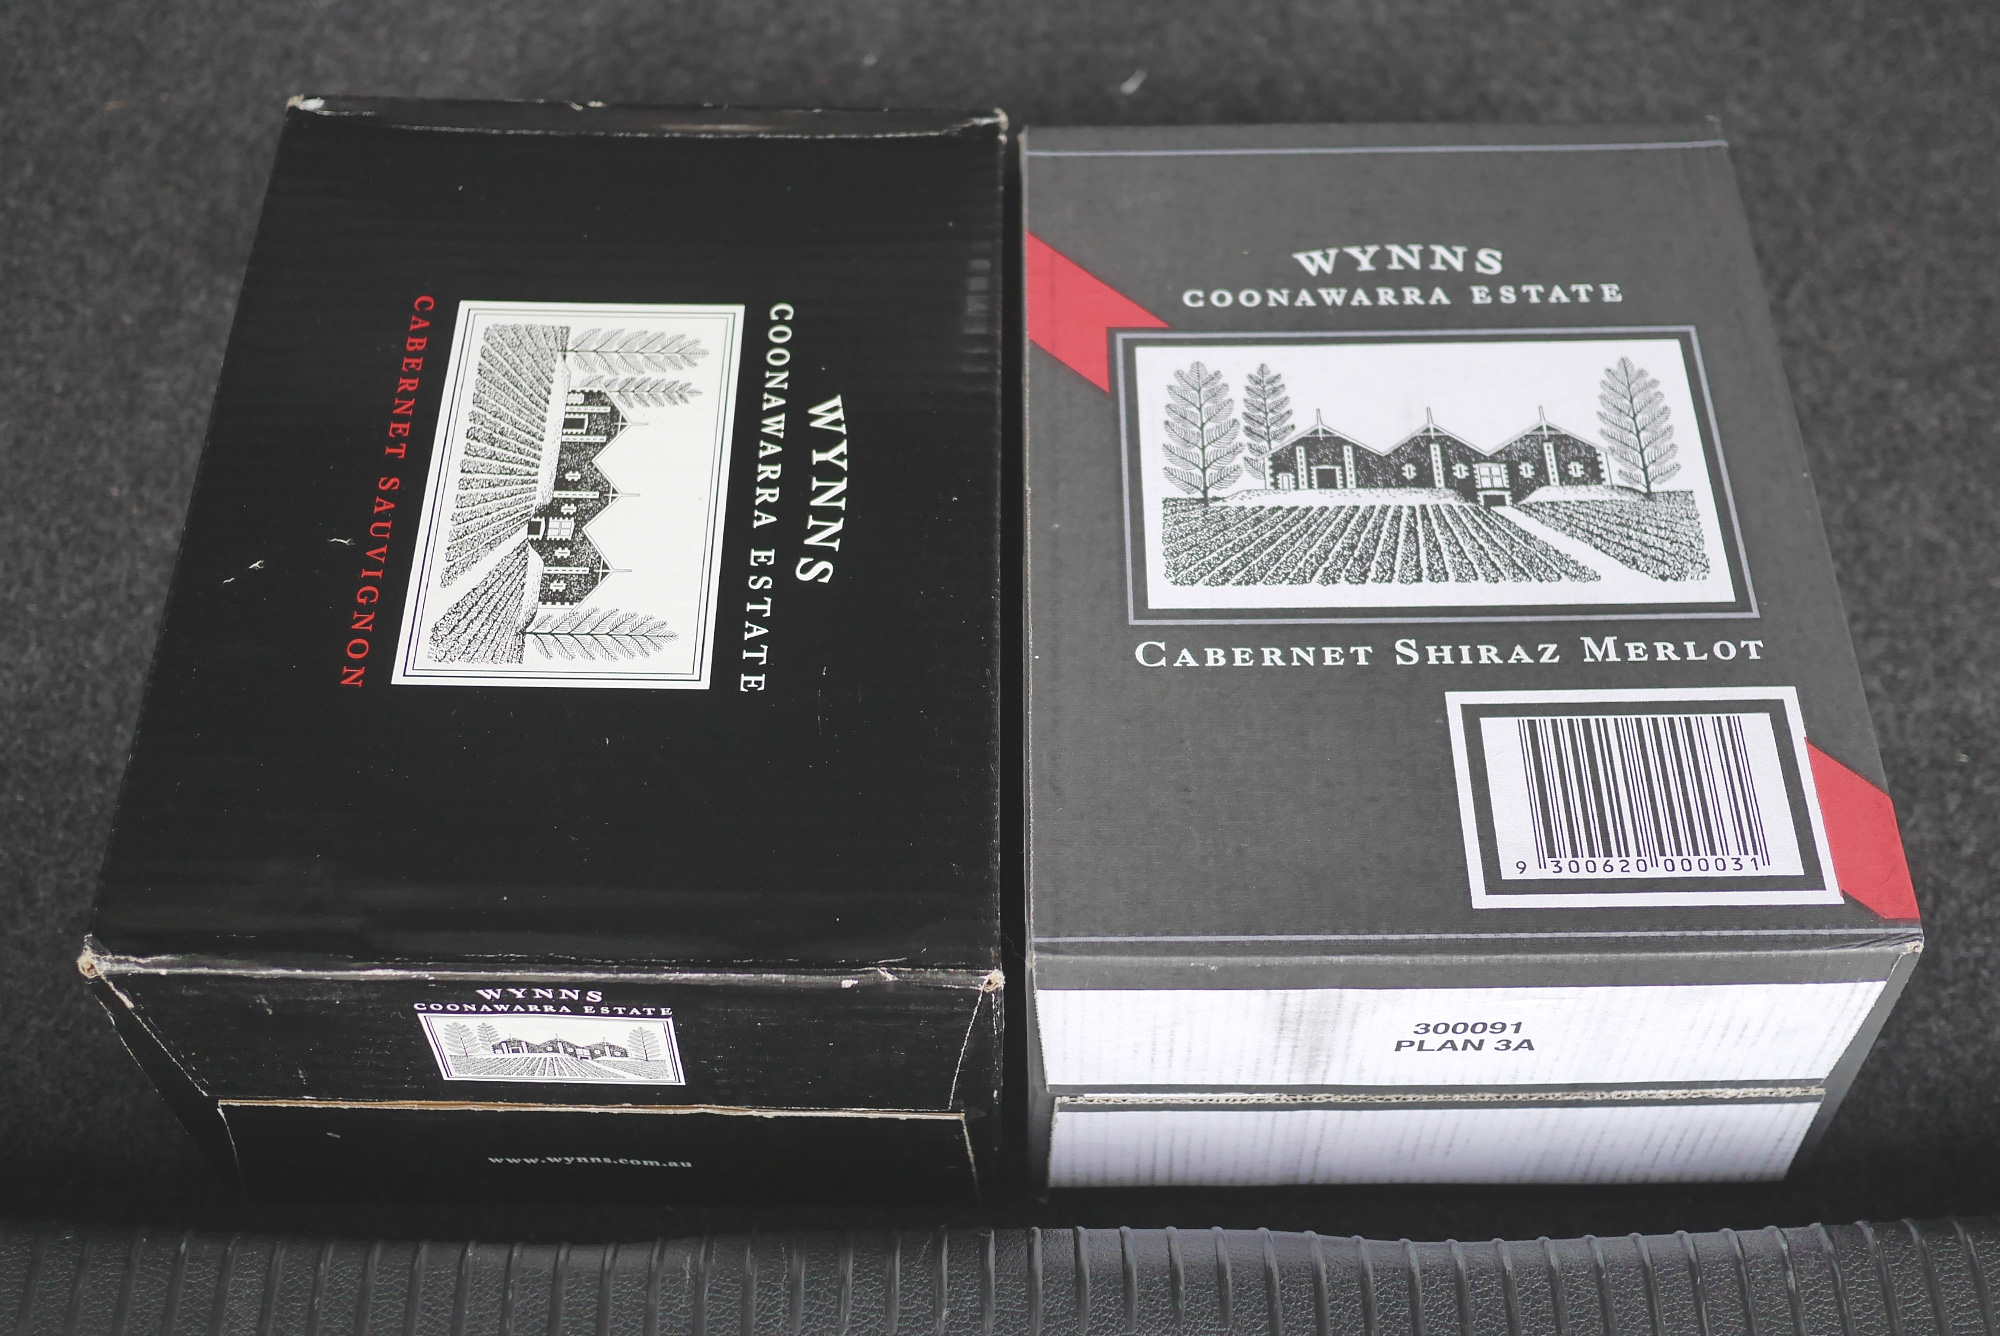 WYNNS
COONAWARRA ESTATE
CABERNET SAUVIGNON
WYNNS
COONAWARRA ESTATE
www.wynns.com.au
WYNNS
COONAWARRA ESTATE
CABERNET SHIRAZ MERLOT
9 300620 000031
300091
PLAN 3A